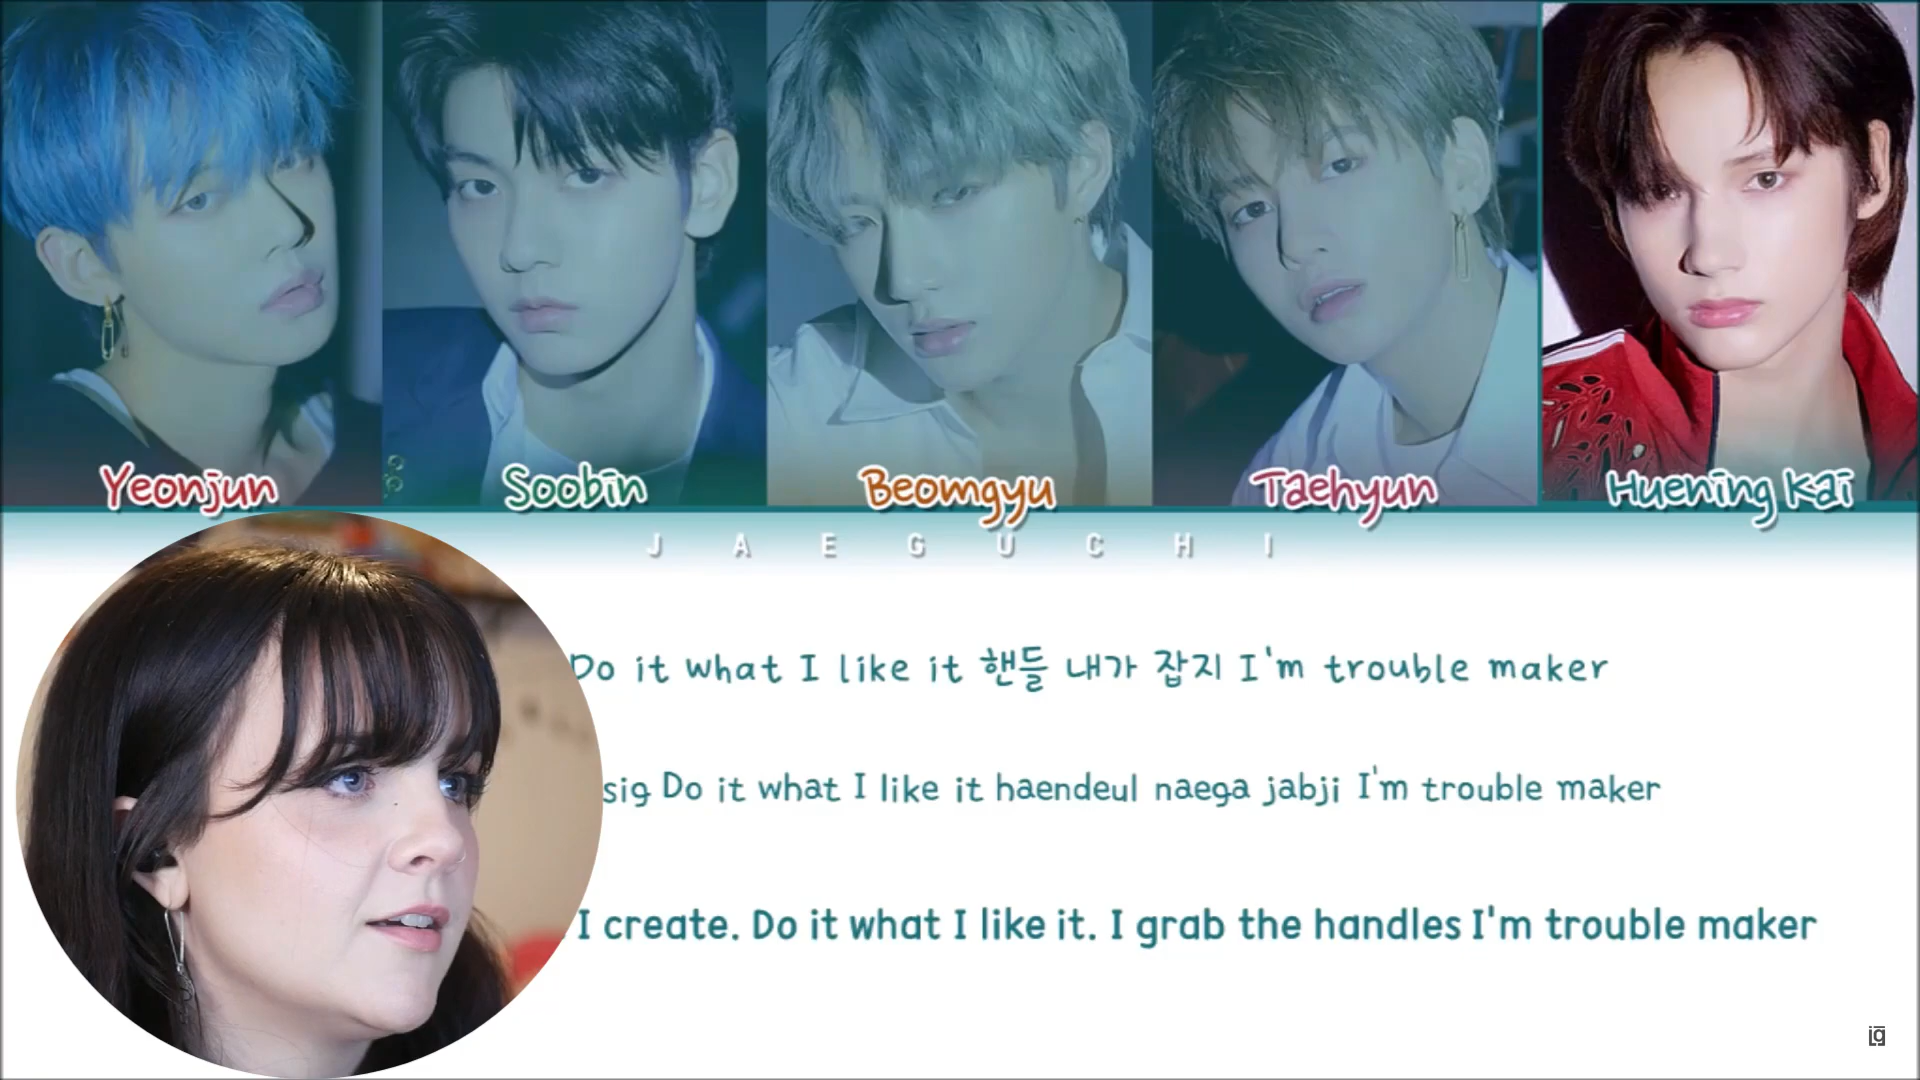 Yeonjun
Soobin
Beomgyu
Taehyun
Huening Kai
JAEGUCHI
Do it what I like it 핸들 내가 잡지 I'm trouble maker
sig Do it what I like it haendeul naega jabji I'm trouble maker
I create. Do it what I like it. I grab the handles I'm trouble maker